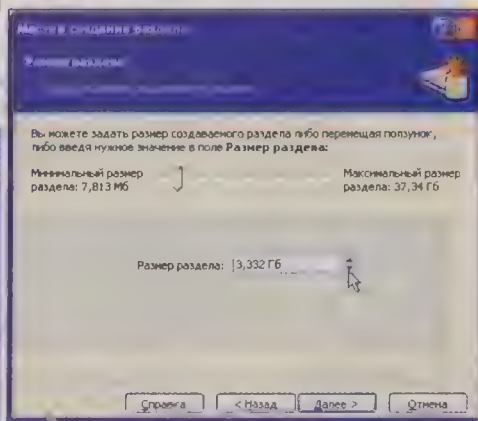 Мастер создания раздела
Размер раздела
Вы можете задать размер создаваемого раздела либо перемещая ползунок,
либо введя нужное значение в поле Размер раздела:
Минимальный размер
раздела: 7,813 Мб
Максимальный размер
раздела: 37,34 Гб
Размер раздела: 3,332 Гб
Справка
< Назад
Далее >
Отмена